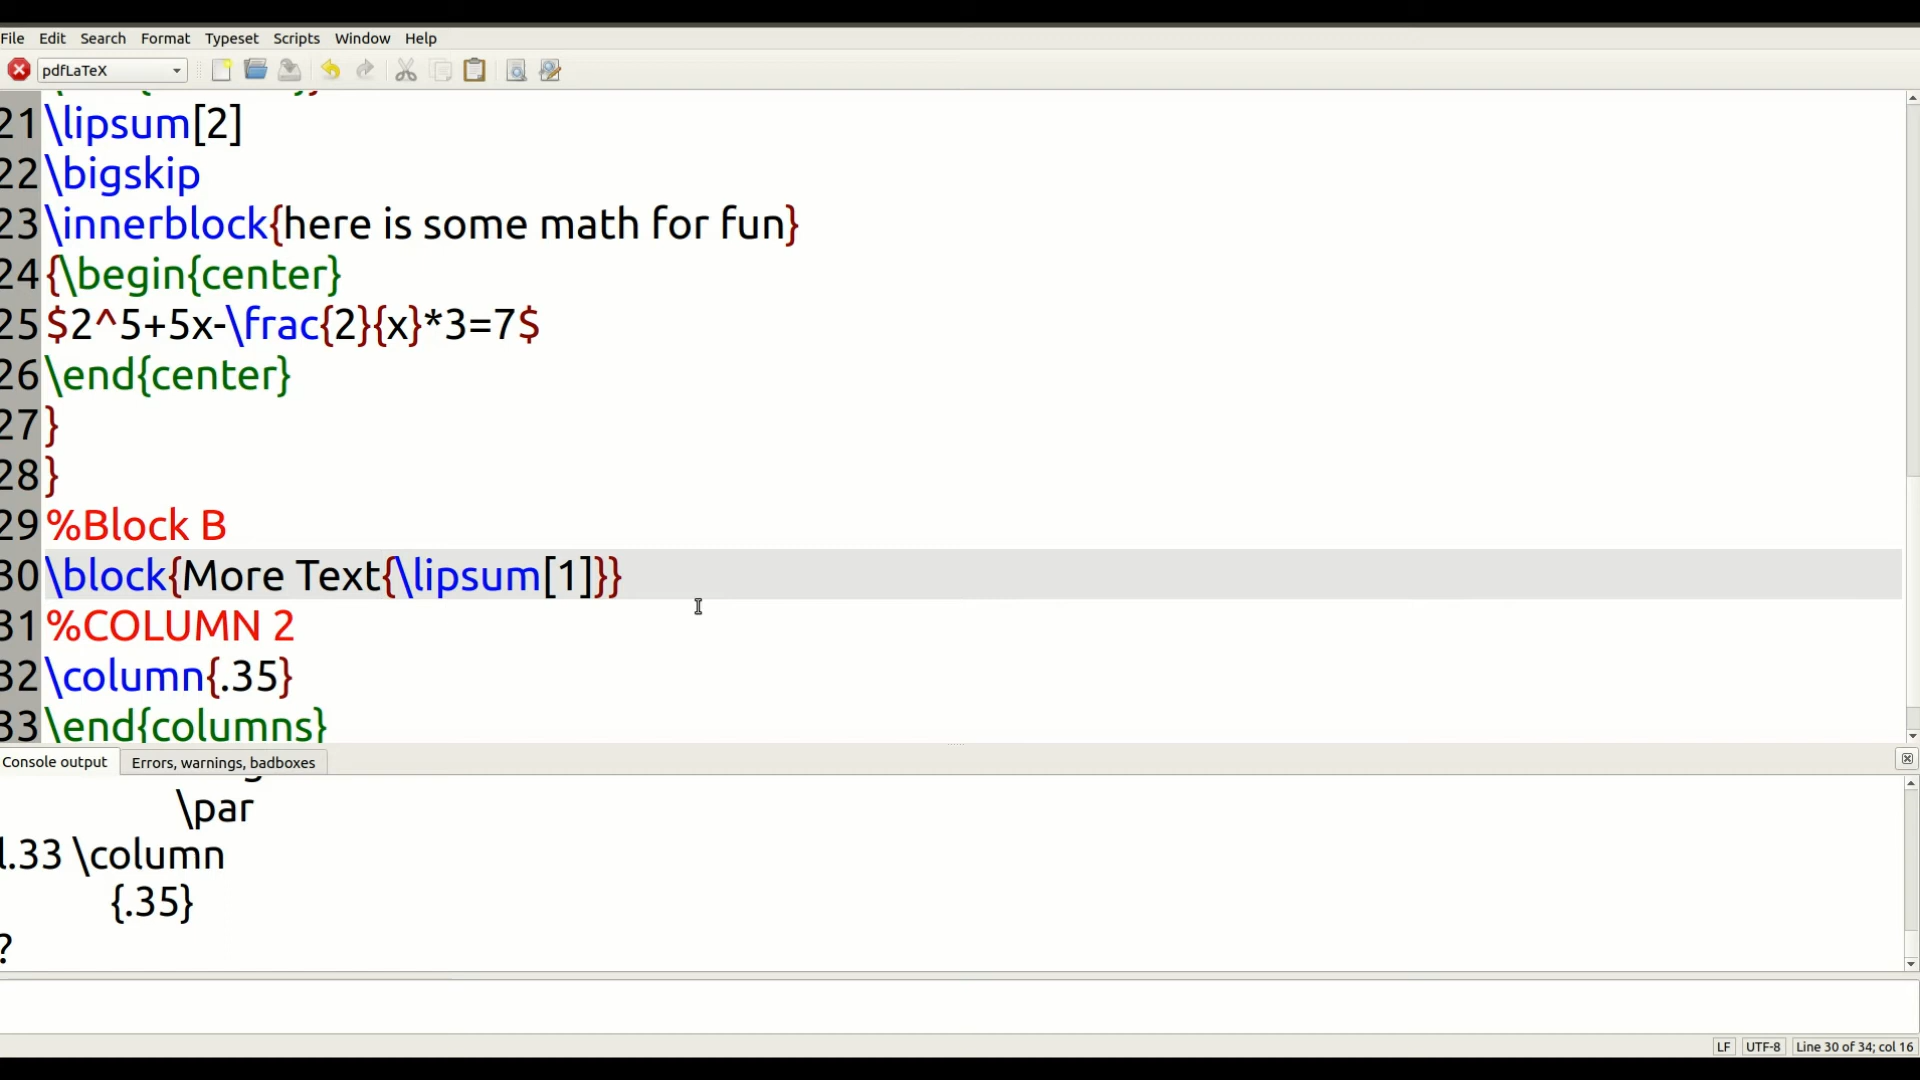 File Edit Search Format Typeset Scripts Window Help
pdfLaTeX
21 \lipsum[2]
22 \bigskip
23 \innerblock{here is some math for fun}
24 {\begin{center}
25 $2^5+5x-\frac{2}{x}*3=7$
26 \end{center}
27 }
28 }
29 %Block B
30 \block{More Text{\lipsum[1]}}
31 %COLUMN 2
32 \column{.35}
33 \end{columns}
Console output Errors, warnings, badboxes
\par
l.33 \column
{.35}
?
LF UTF-8 Line 30 of 34; col 16